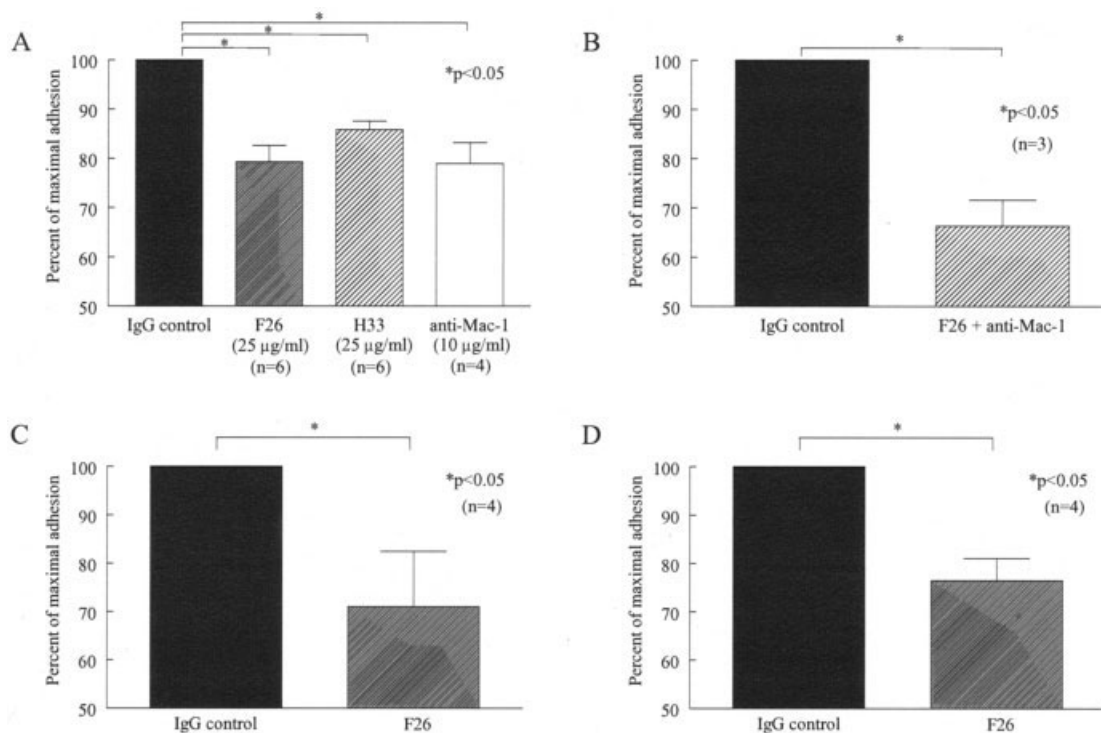 A
*
*
*
Percent of maximal adhesion
100
90
80
70
60
50
*p<0.05
IgG control
F26
(25 µg/ml)
(n=6)
H33
(25 µg/ml)
(n=6)
anti-Mac-1
(10 µg/ml)
(n=4)
B
*
Percent of maximal adhesion
100
90
80
70
60
50
*p<0.05
(n=3)
IgG control
F26 + anti-Mac-1
C
*
Percent of maximal adhesion
100
90
80
70
60
50
*p<0.05
(n=4)
IgG control
F26
D
*
Percent of maximal adhesion
100
90
80
70
60
50
*p<0.05
(n=4)
IgG control
F26